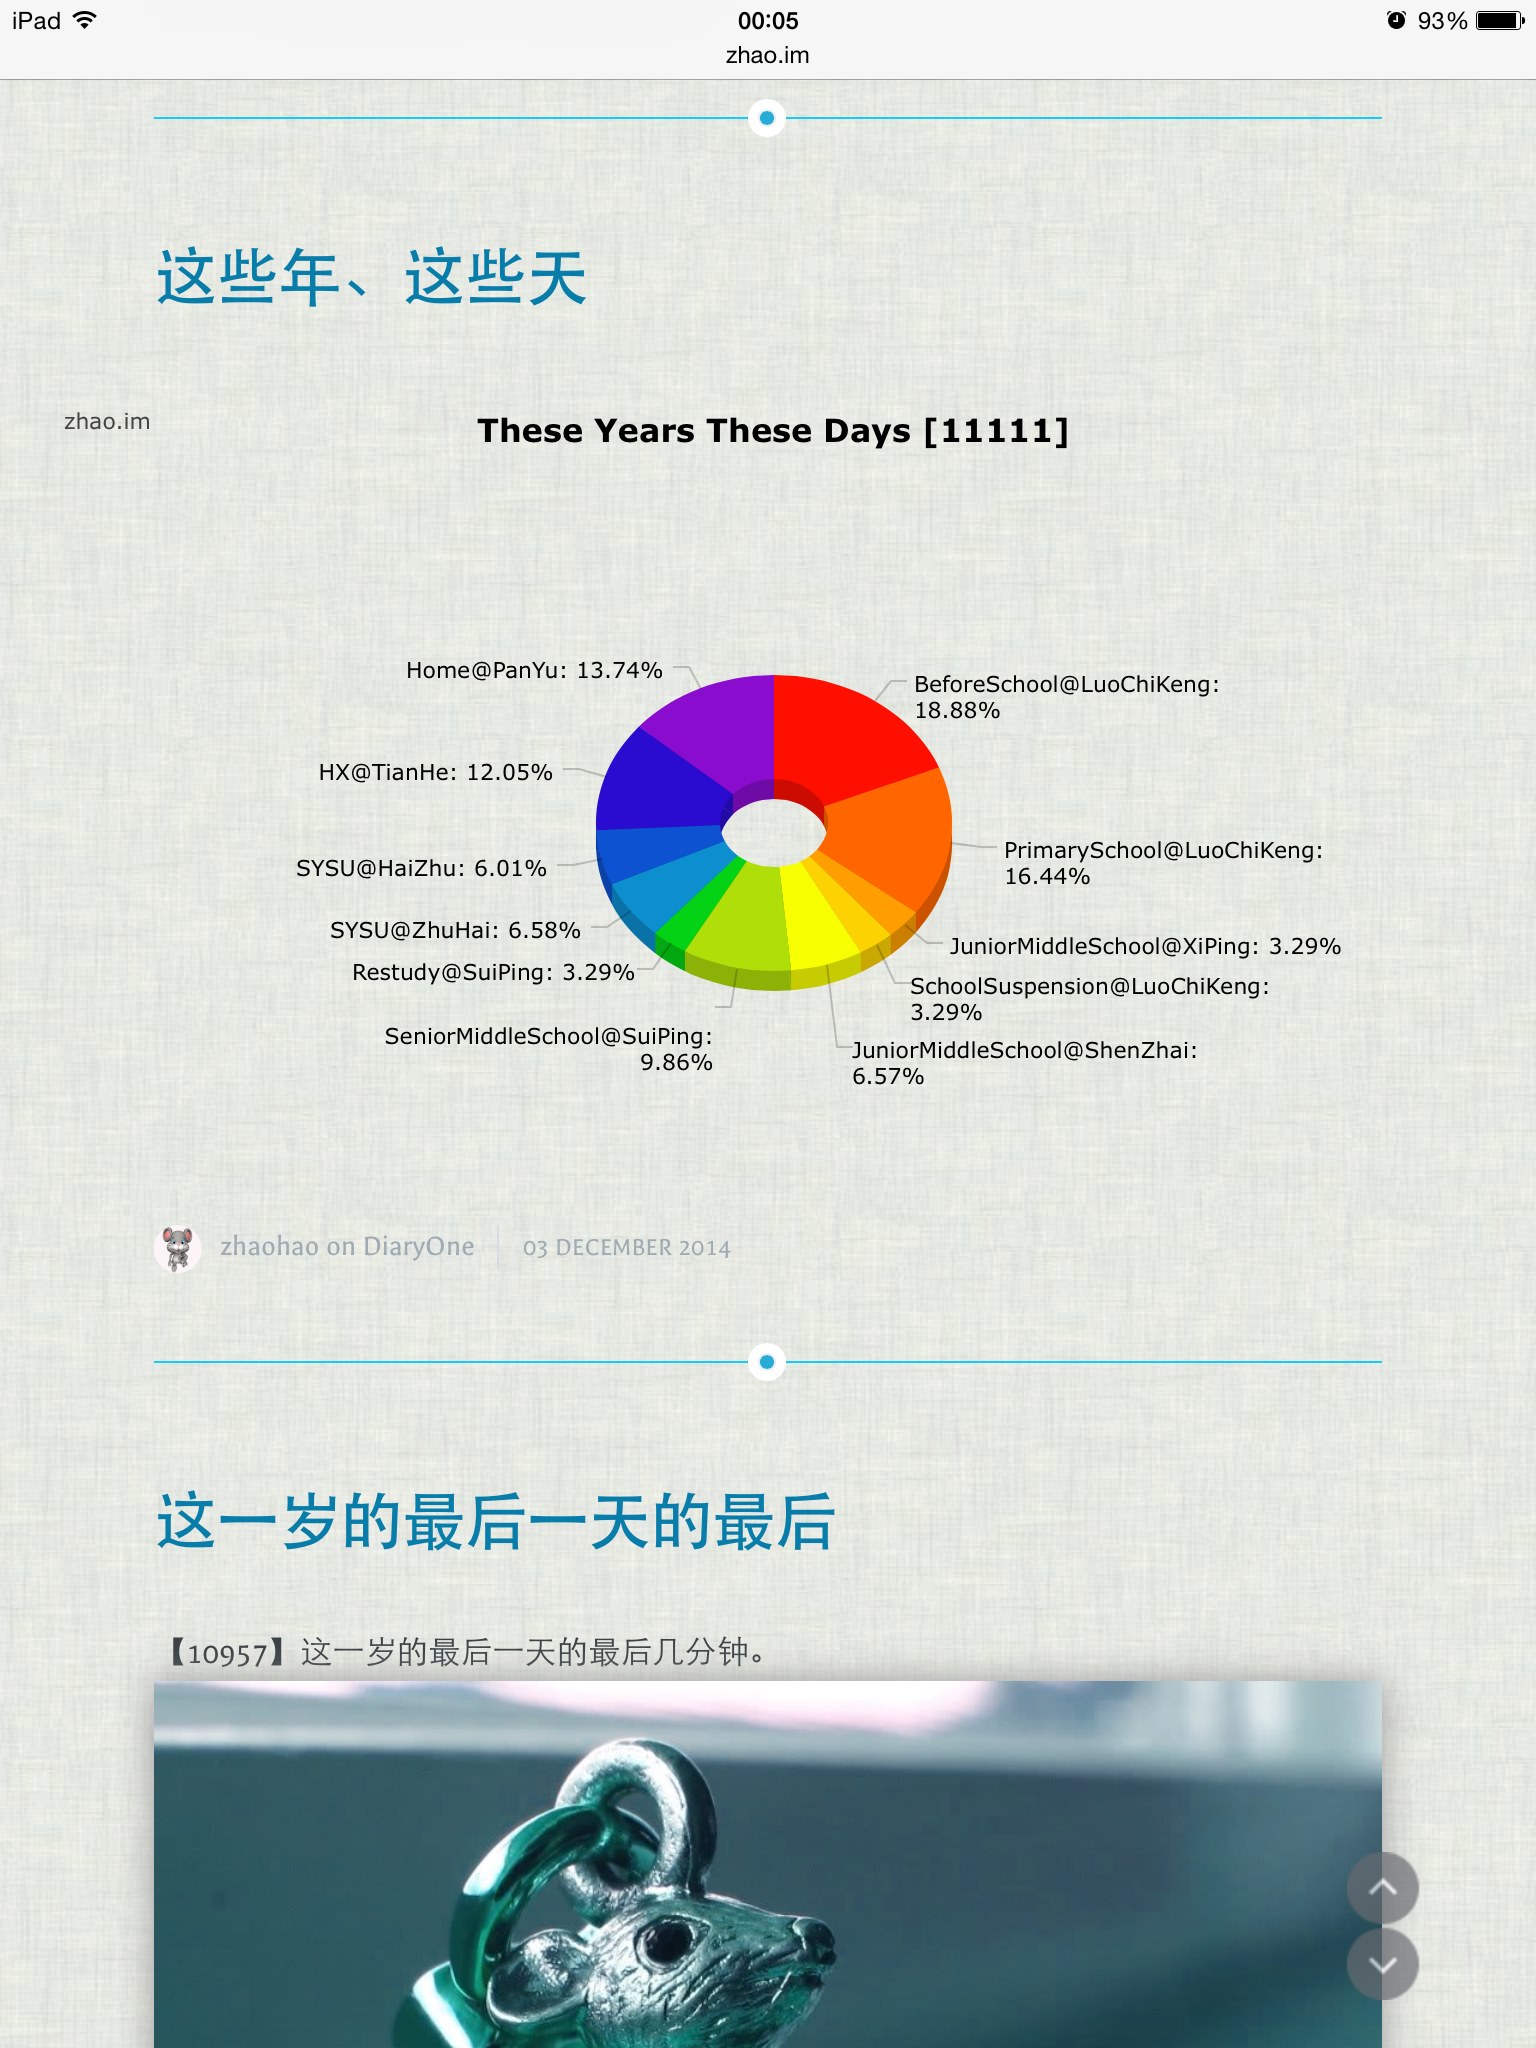 iPad 00:05 93%
zhao.im
这些年、这些天
zhao.im
These Years These Days [11111]
Home@PanYu: 13.74%
BeforeSchool@LuoChiKeng:
18.88%
HX@TianHe: 12.05%
PrimarySchool@LuoChiKeng:
16.44%
SYSU@HaiZhu: 6.01%
SYSU@ZhuHai: 6.58%
JuniorMiddleSchool@XiPing: 3.29%
Restudy@SuiPing: 3.29%
SchoolSuspension@LuoChiKeng:
3.29%
SeniorMiddleSchool@SuiPing:
9.86%
JuniorMiddleSchool@ShenZhai:
6.57%
zhaohao on DiaryOne 03 DECEMBER 2014
这一岁的最后一天的最后
【10957】这一岁的最后一天的最后几分钟。